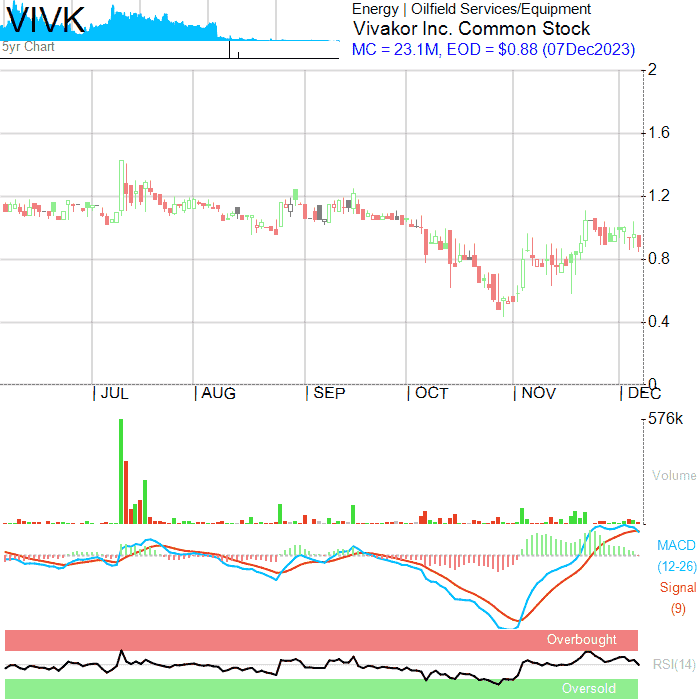 VIVK
5yr Chart
Energy | Oilfield Services/Equipment
Vivakor Inc. Common Stock
MC = 23.1M, EOD = $0.88 (07Dec2023)
2
1.6
1.2
0.8
0.4
0
| JUL | AUG | SEP | OCT | NOV | DEC
576k
Volume
MACD
(12-26)
Signal
(9)
Overbought
RSI(14)
Oversold